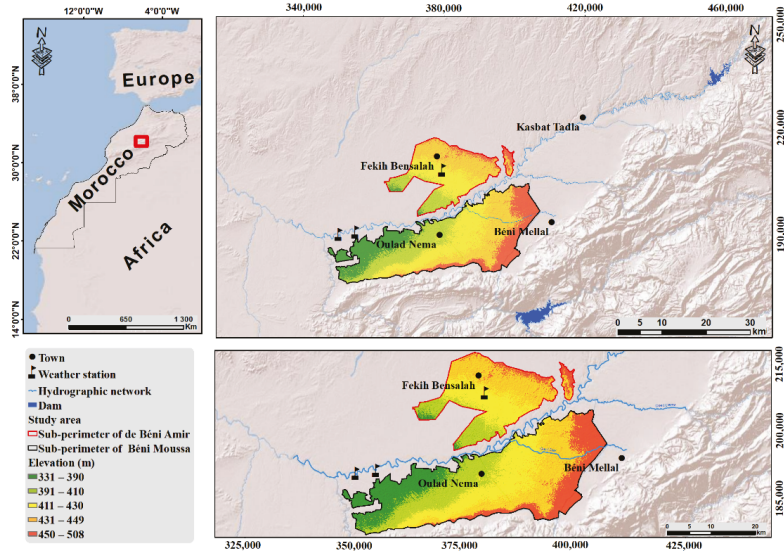 12°0'0"W
4°0'0"W
340,000
380,000
420,000
460,000
38°0'0"N
30°0'0"N
22°0'0"N
14°0'0"N
N
Europe
Morocco
Africa
0 650 1 300
Km
N
Kasbat Tadla
Fekih Bensalah
Béni Mellal
Oulad Nema
0 5 10 20 30
Km
250,000
220,000
190,000
Town
Weather station
Hydrographic network
Dam
Study area
Sub-perimeter of de Béni Amir
Sub-perimeter of Béni Moussa
Elevation (m)
331 – 390
391 – 410
411 – 430
431 – 449
450 – 508
Fekih Bensalah
Béni Mellal
Oulad Nema
0 5 10 20
Km
215,000
200,000
185,000
325,000
350,000
375,000
400,000
425,000